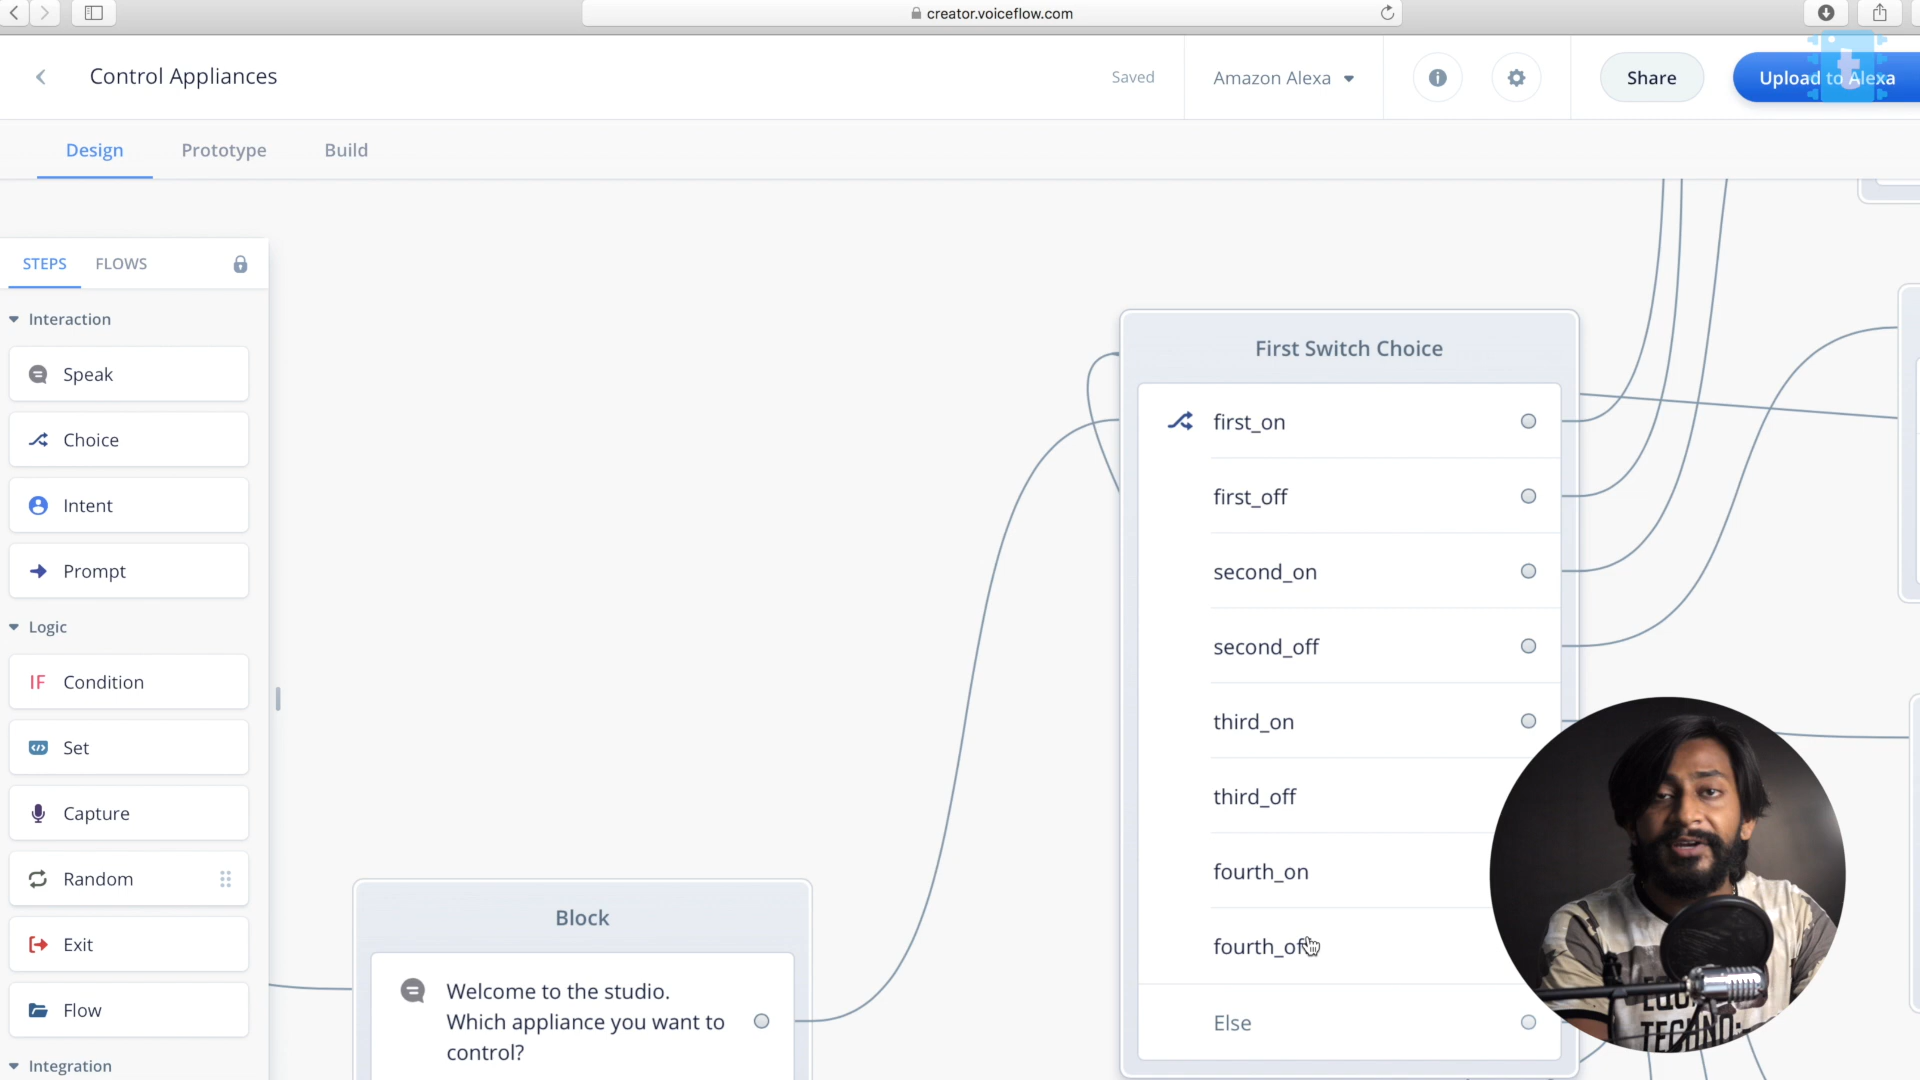 creator.voiceflow.com
Control Appliances
Saved
Amazon Alexa
Share
Upload to Alexa
Design
Prototype
Build
STEPS
FLOWS
Interaction
Speak
Choice
Intent
Prompt
Logic
IF Condition
Set
Capture
Random
Exit
Flow
Integration
Block
Welcome to the studio.
Which appliance you want to
control?
First Switch Choice
first_on
first_off
second_on
second_off
third_on
third_off
fourth_on
fourth_off
Else